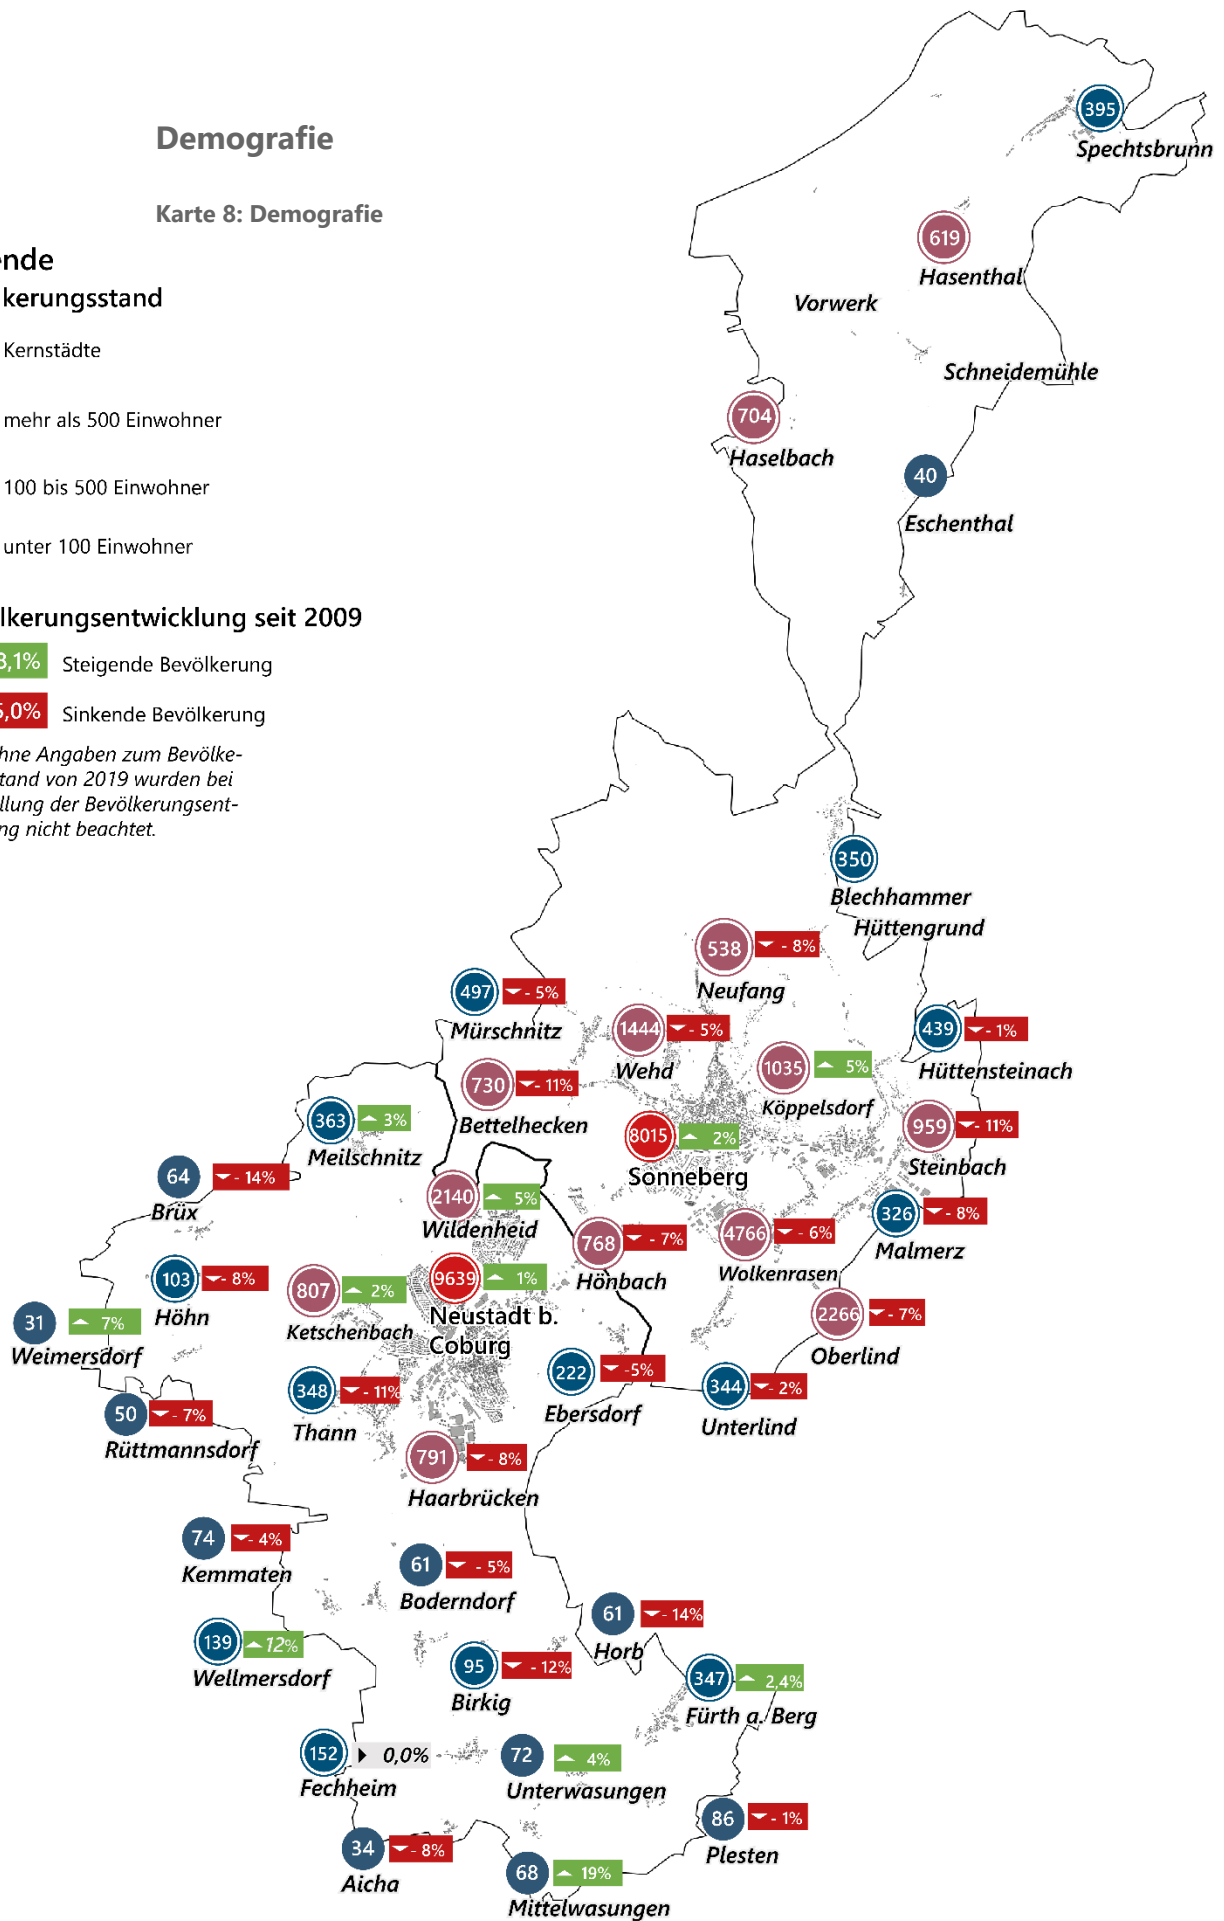 395
Spechtsbrunn
Demografie
Karte 8: Demografie
619
Hasenthal
ende
kerungsstand
Vorwerk
Kernstädte
Schneidemühle
mehr als 500 Einwohner
704
Haselbach
100 bis 500 Einwohner
40
Eschenthal
unter 100 Einwohner
lkerungsentwicklung seit 2009
3,1% Steigende Bevölkerung
5,0% Sinkende Bevölkerung
hne Angaben zum Bevölke-
tand von 2019 wurden bei
llung der Bevölkerungsent-
ng nicht beachtet.
350
Blechhammer
Hüttengrund
538 - 8%
Neufang
497 - 5%
Mürschnitz
1444 - 5%
Wehd
439 - 1%
Hüttensteinach
1035 5%
Köppelsdorf
730 - 11%
Bettelhecken
363 3%
Meilschnitz
8015 2%
Sonneberg
959 - 11%
Steinbach
64 - 14%
Brüx
2140 5%
Wildenheid
326 - 8%
Malmerz
768 - 7%
Hönbach
4766 - 6%
Wolkenrasen
103 - 8%
Höhn
807 2%
Ketschenbach
9639 1%
Neustadt b.
Coburg
31 7%
Weimersdorf
2266 - 7%
Oberlind
222 -5%
Ebersdorf
344 - 2%
Unterlind
348 - 11%
Thann
50 - 7%
Rüttmannsdorf
791 - 8%
Haarbrücken
74 - 4%
Kemmaten
61 - 5%
Boderndorf
61 - 14%
Horb
139 12%
Wellmersdorf
95 - 12%
Birkig
347 2,4%
Fürth a. Berg
152 0,0%
Fechheim
72 4%
Unterwasungen
86 - 1%
Plesten
34 - 8%
Aicha
68 19%
Mittelwasungen